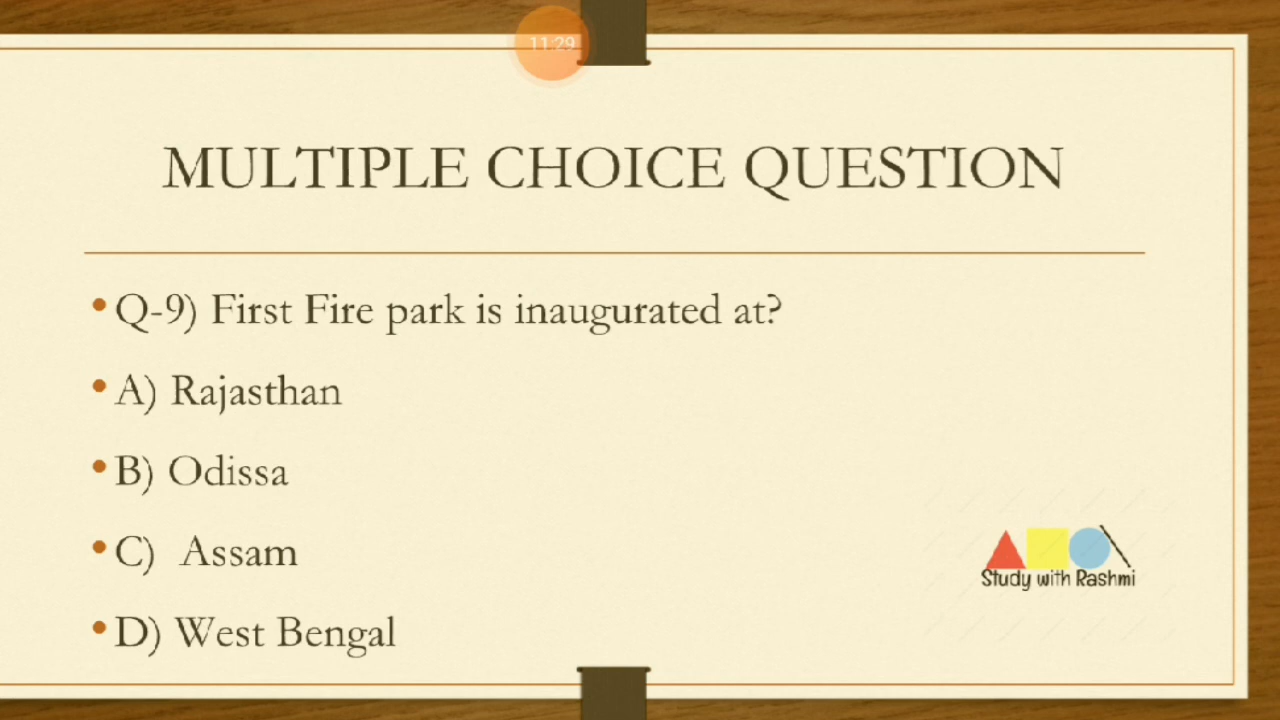 11:29
MULTIPLE CHOICE QUESTION
• Q-9) First Fire park is inaugurated at?
• A) Rajasthan
• B) Odissa
• C) Assam
• D) West Bengal
Study with Rashmi